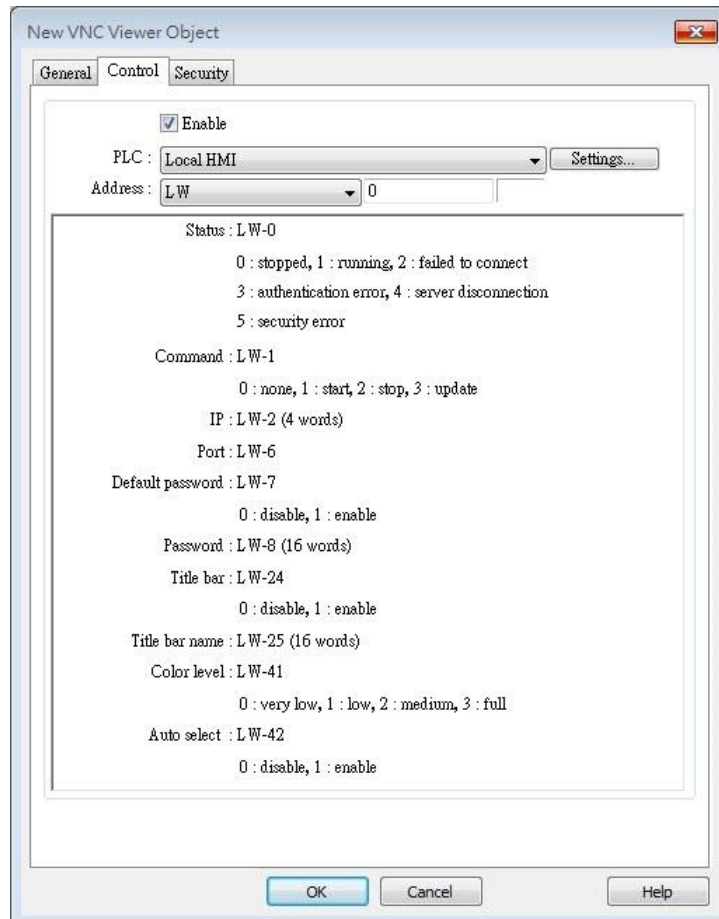 New VNC Viewer Object
General Control Security
Enable
PLC : Local HMI Settings...
Address : LW 0
Status : LW-0
0 : stopped, 1 : running, 2 : failed to connect
3 : authentication error, 4 : server disconnection
5 : security error
Command : LW-1
0 : none, 1 : start, 2 : stop, 3 : update
IP : LW-2 (4 words)
Port : LW-6
Default password : LW-7
0 : disable, 1 : enable
Password : LW-8 (16 words)
Title bar : LW-24
0 : disable, 1 : enable
Title bar name : LW-25 (16 words)
Color level : LW-41
0 : very low, 1 : low, 2 : medium, 3 : full
Auto select : LW-42
0 : disable, 1 : enable
OK Cancel Help